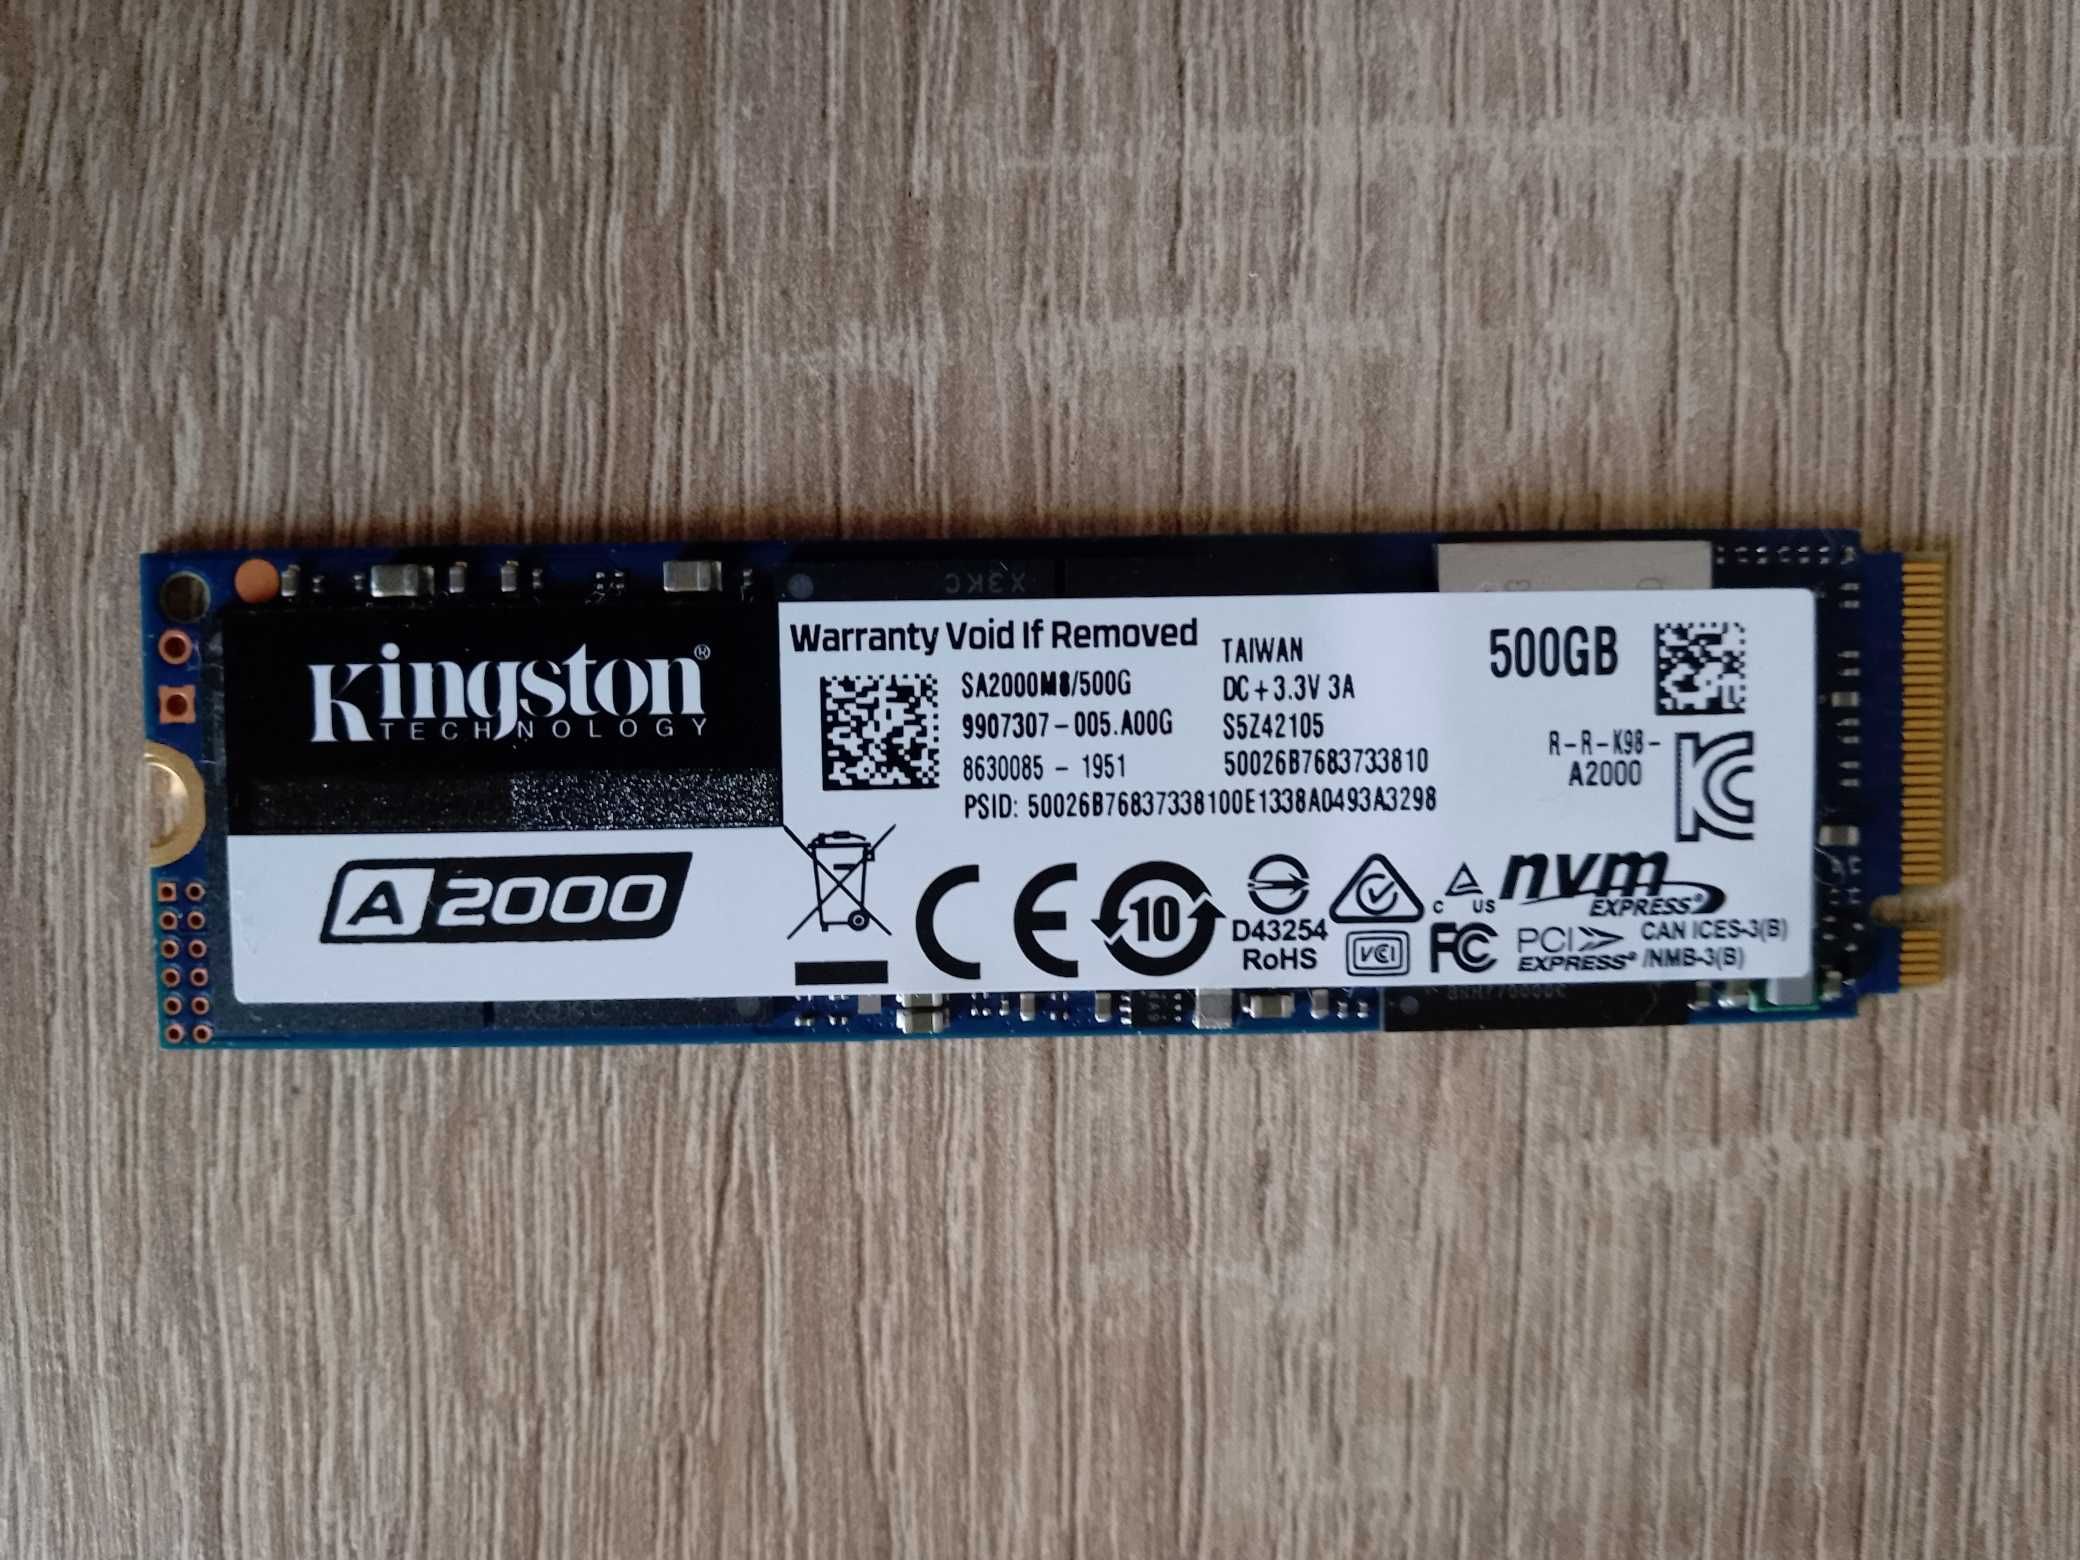 X3KC
Kingston®
TECHNOLOGY
A2000
Warranty Void If Removed
SA2000M8/500G
9907307-005.A00G
8630085 - 1951
TAIWAN
DC+3.3V 3A
S5Z42105
50026B7683733810
PSID: 50026B76837338100E1338A0493A3298
500GB
R-R-K98-
A2000
10
D43254
RoHS
VCCI
C US
FC
nvm
EXPRESS®
PCI
EXPRESS®
CAN ICES-3(B)
/NMB-3(B)
X3KC